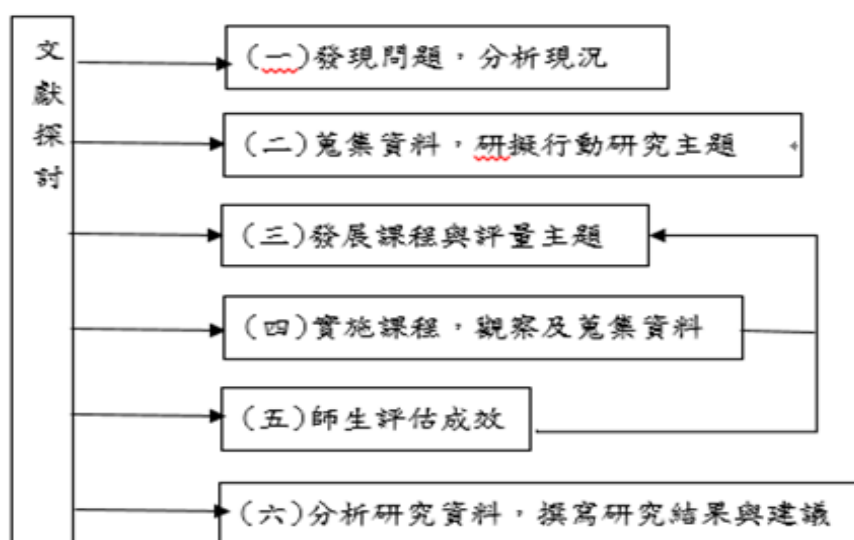 文獻探討
(一)發現問題，分析現況
(二)蒐集資料，研擬行動研究主題
(三)發展課程與評量主題
(四)實施課程，觀察及蒐集資料
(五)師生評估成效
(六)分析研究資料，撰寫研究結果與建議